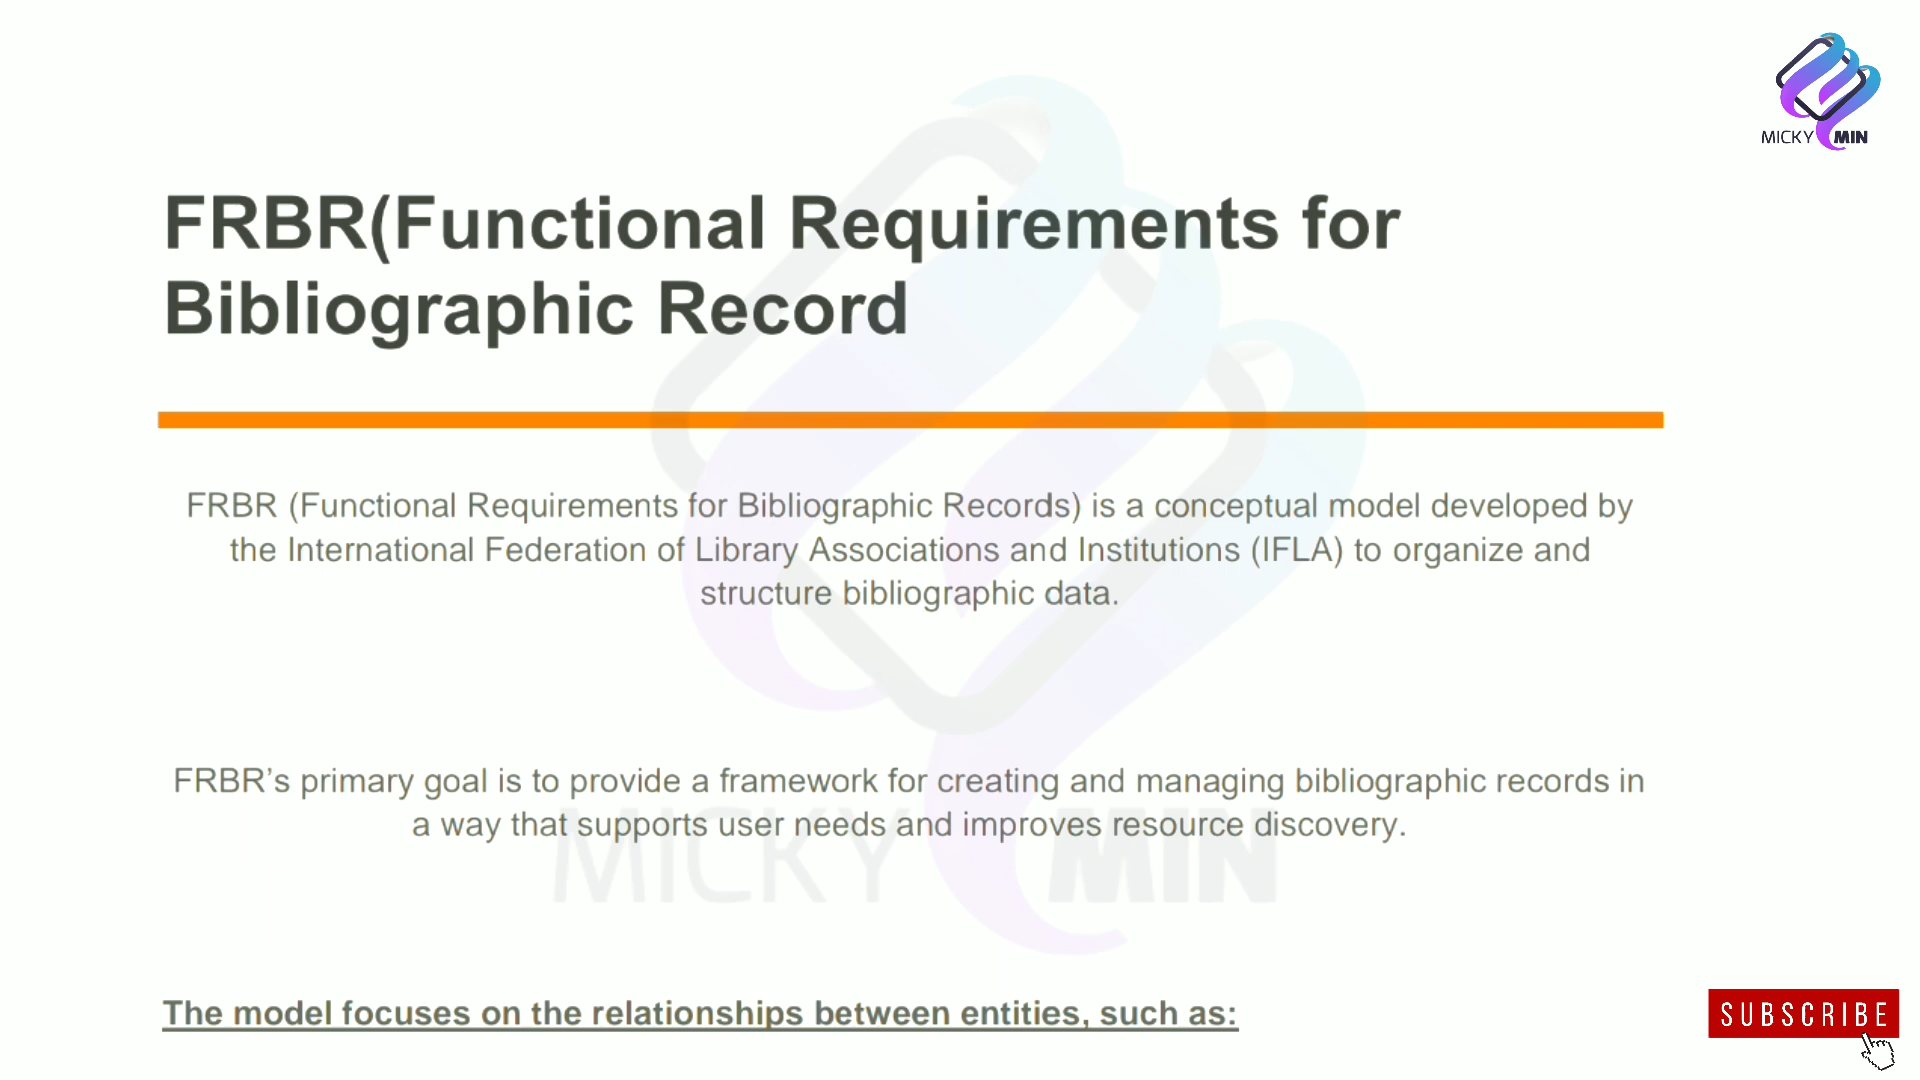 MICKY MIN
FRBR(Functional Requirements for
Bibliographic Record
FRBR (Functional Requirements for Bibliographic Records) is a conceptual model developed by
the International Federation of Library Associations and Institutions (IFLA) to organize and
structure bibliographic data.
FRBR’s primary goal is to provide a framework for creating and managing bibliographic records in
a way that supports user needs and improves resource discovery.
MICKY MIN
The model focuses on the relationships between entities, such as:
SUBSCRIBE